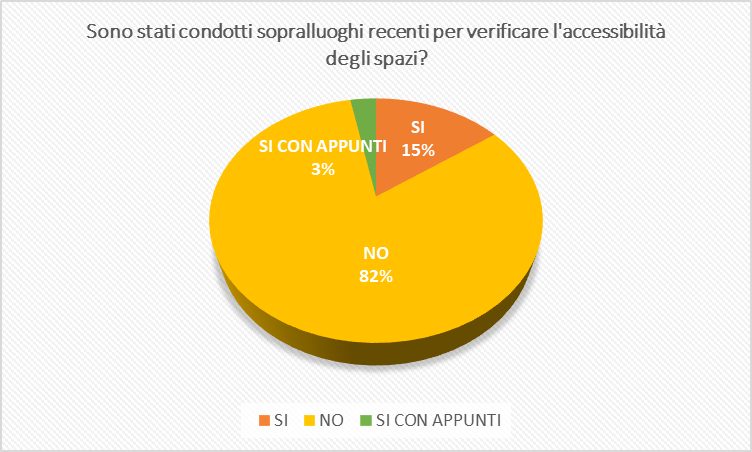 Sono stati condotti sopralluoghi recenti per verificare l'accessibilità
degli spazi?
SI
15%
SI CON APPUNTI
3%
NO
82%
SI NO SI CON APPUNTI